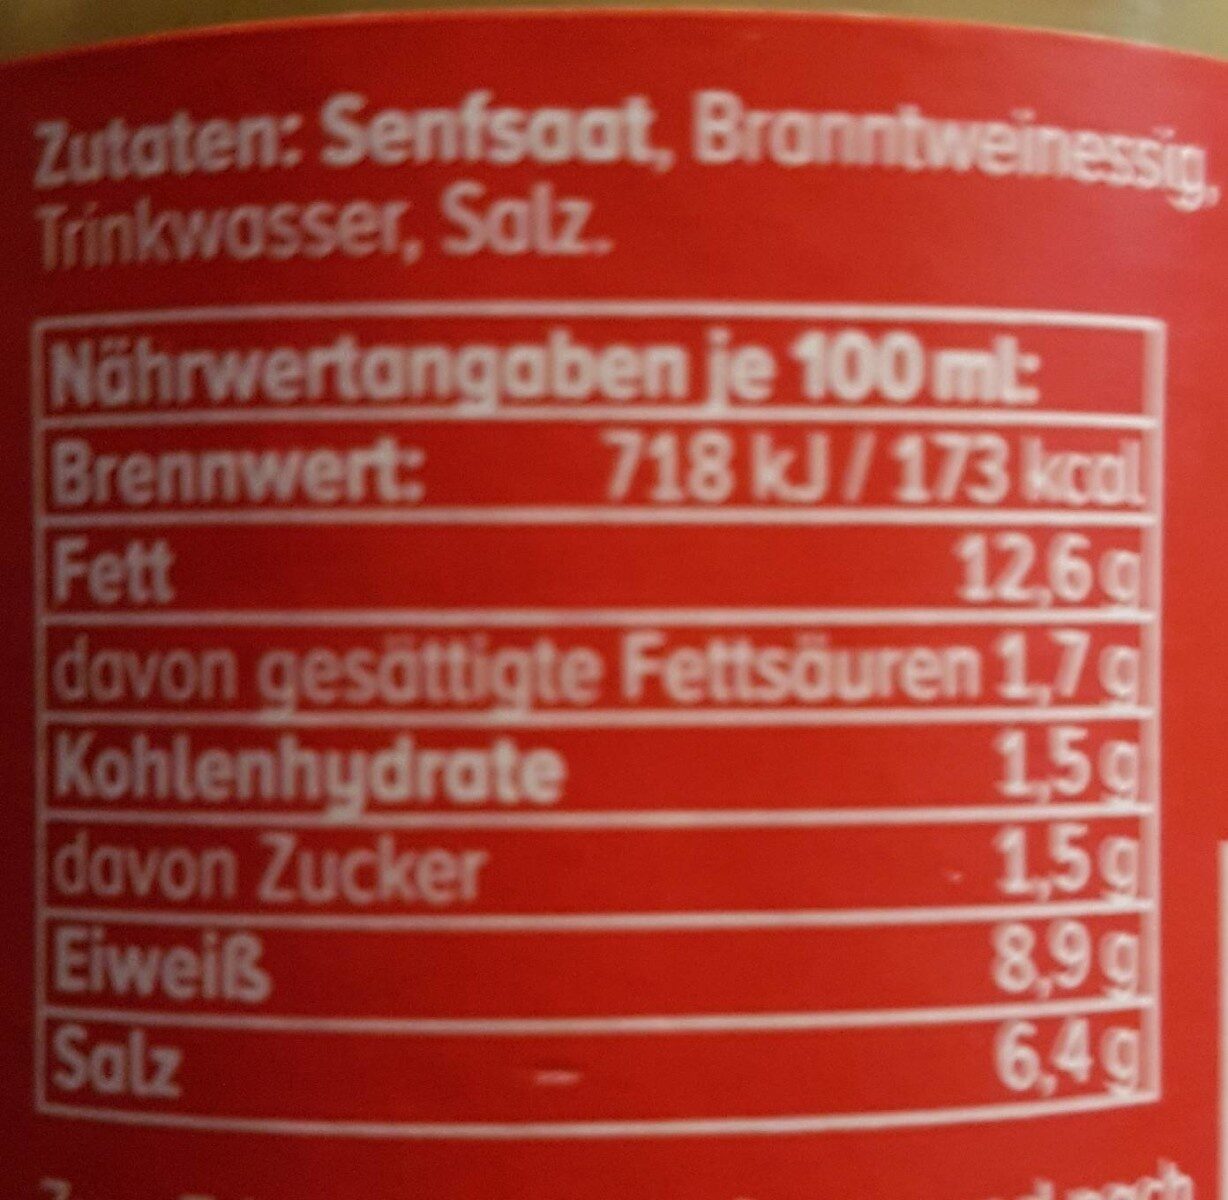 Zutaten: Senfsaat, Branntweinessig,
Trinkwasser, Salz.
Nährwertangaben je 100 ml:
Brennwert: 718 kJ / 173 kcal
Fett 12,6 g
davon gesättigte Fettsäuren 1,7 g
Kohlenhydrate 1,5 g
davon Zucker 1,5 g
Eiweiß 8,9 g
Salz 6,4 g